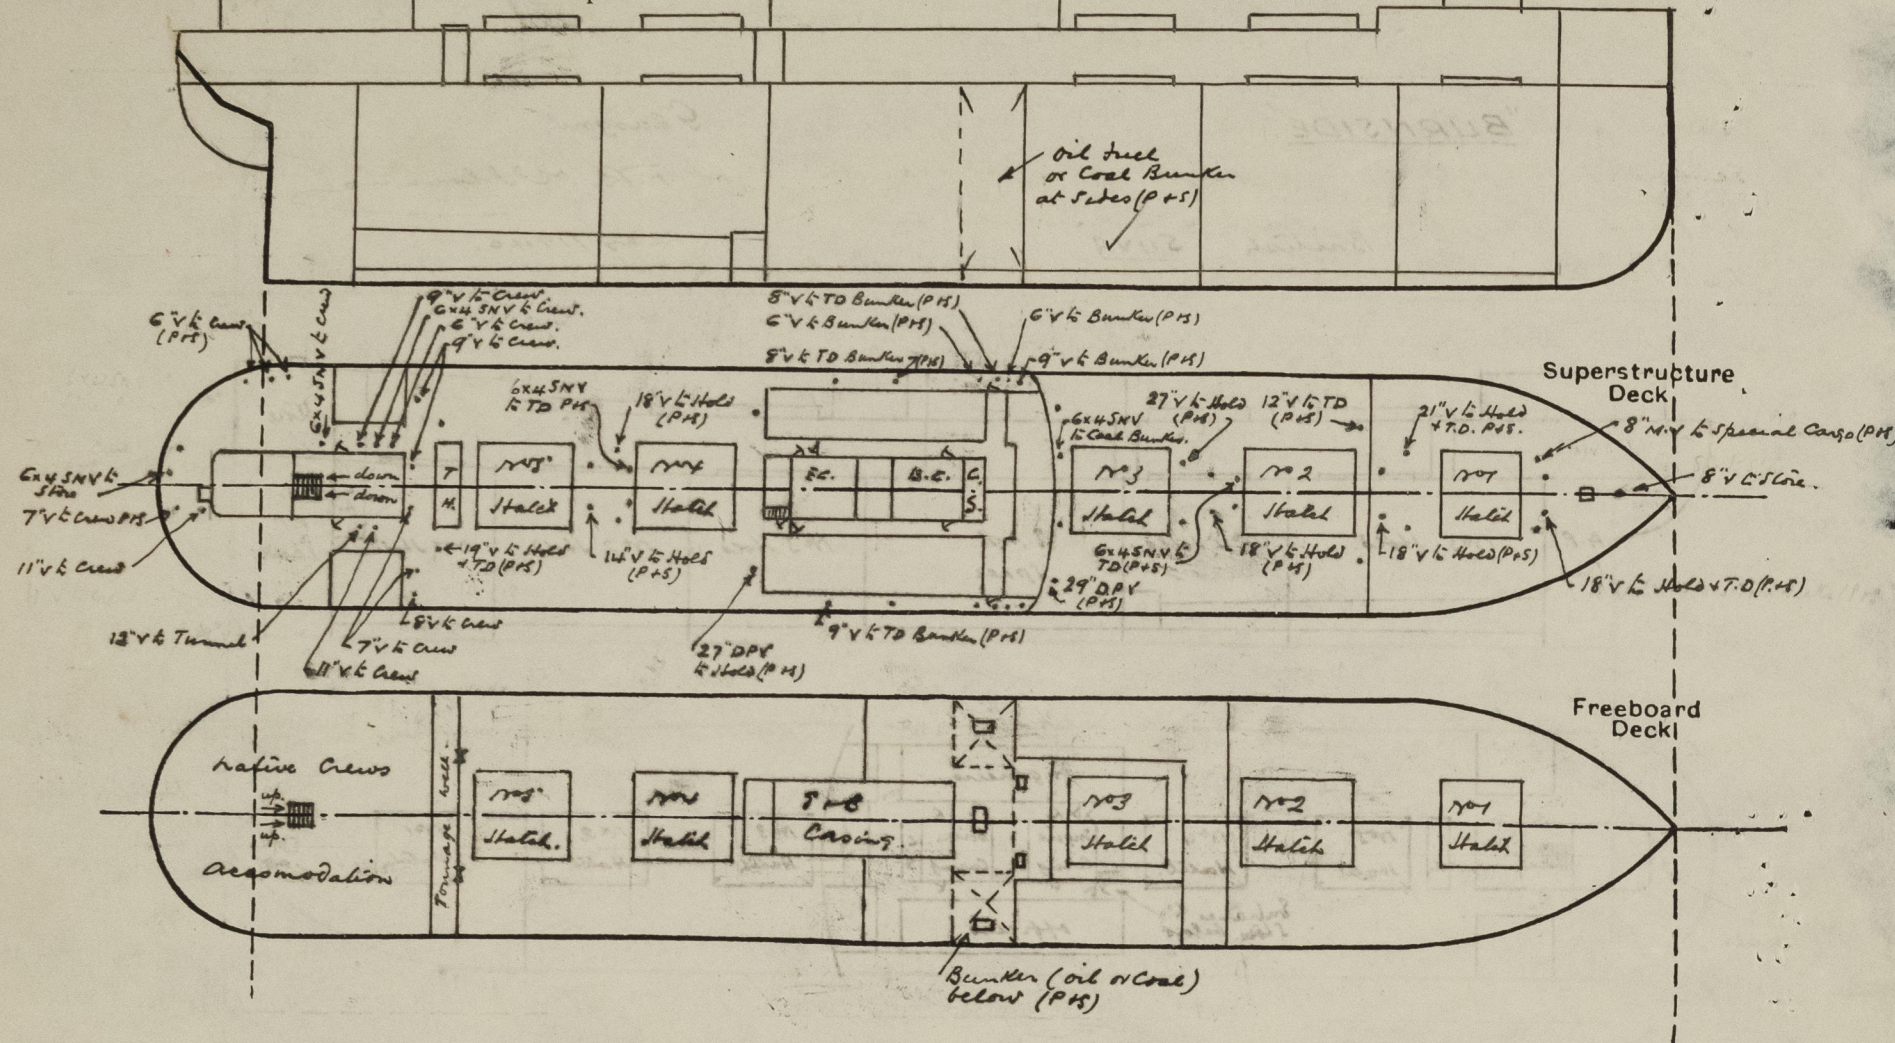 oil fuel
or Coal Bunker
at Sides (P+S)
6"V to Crew
(P+S)
6x4 SNV to Crew
9"V to Crew.
6x4 SNV to Crew.
6"V to Crew.
9"V to Crew.
8"V to TD Bunker (P+S)
6"V to Bunker (P+S)
6"V to Bunker (P+S)
8"V to TD Bunker (P+S)
9"V to Bunker (P+S)
Superstructure
Deck
6x4 SNV
to TD P+S
18"V to Hold
(P+S)
6x4 SNV
to Coal Bunker.
27"V to Hold
(P+S)
12"V to TD
(P+S)
21"V to Hold
+ T.D. P+S.
8"M.V to Special Cargo (P+S)
6x4 SNV to
Store
down
down
T
H.
No 5
Hatch
No 4
Hatch
E.C.
B.C.
C.
S.
No 3
Hatch
No 2
Hatch
No 1
Hatch
8"V to Store.
7"V to Crew P+S
11"V to Crew
19"V to Hold
+ T.D (P+S)
14"V to Hold
(P+S)
6x4 SNV to
TD (P+S)
18"V to Hold
(P+S)
18"V to Hold (P+S)
18"V to Hold + T.D (P+S)
29" DPV
(P+S)
12"V to Tunnel
8"V to Crew
7"V to Crew
11"V to Crew
27" DPV
to Hold (P+S)
9"V to TD Bunker (P+S)
Freeboard
Deck
Native Crews
up.
up.
Accomodation
Tonnage well.
No 5
Hatch.
No 4
Hatch
E + B
Casing.
No 3
Hatch
No 2
Hatch
No 1
Hatch
Bunker (oil or Coal)
below (P+S)